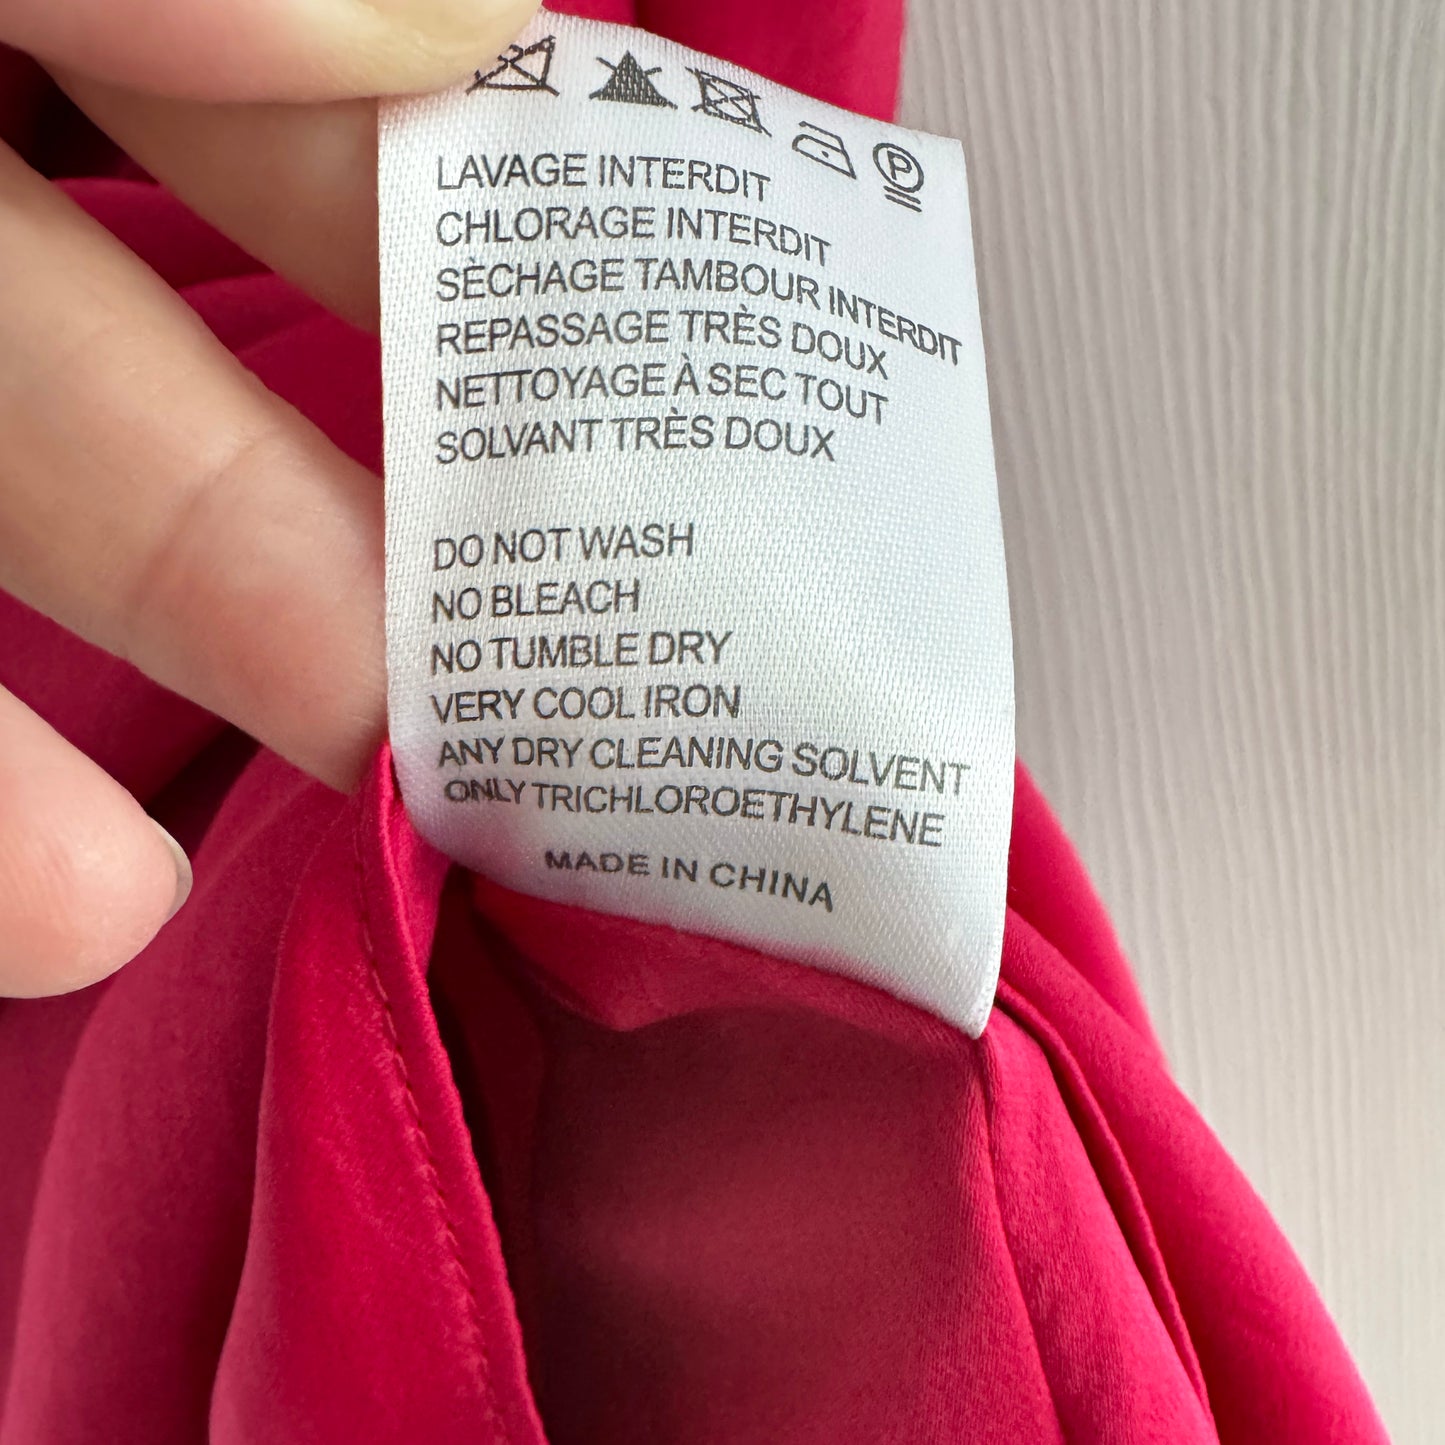 P
LAVAGE INTERDIT
CHLORAGE INTERDIT
SÈCHAGE TAMBOUR INTERDIT
REPASSAGE TRÈS DOUX
NETTOYAGE À SEC TOUT
SOLVANT TRÈS DOUX
DO NOT WASH
NO BLEACH
NO TUMBLE DRY
VERY COOL IRON
ANY DRY CLEANING SOLVENT
ONLY TRICHLOROETHYLENE
MADE IN CHINA